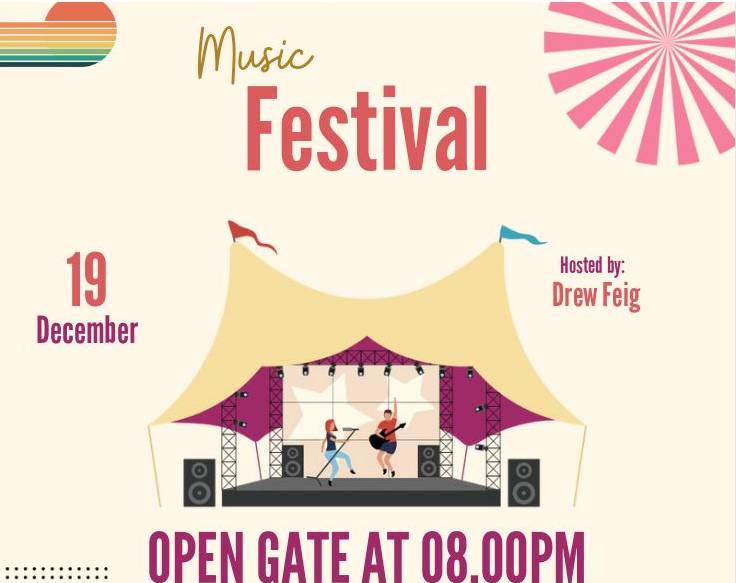 Music
Festival
19
December
Hosted by:
Drew Feig
OPEN GATE AT 08.00PM